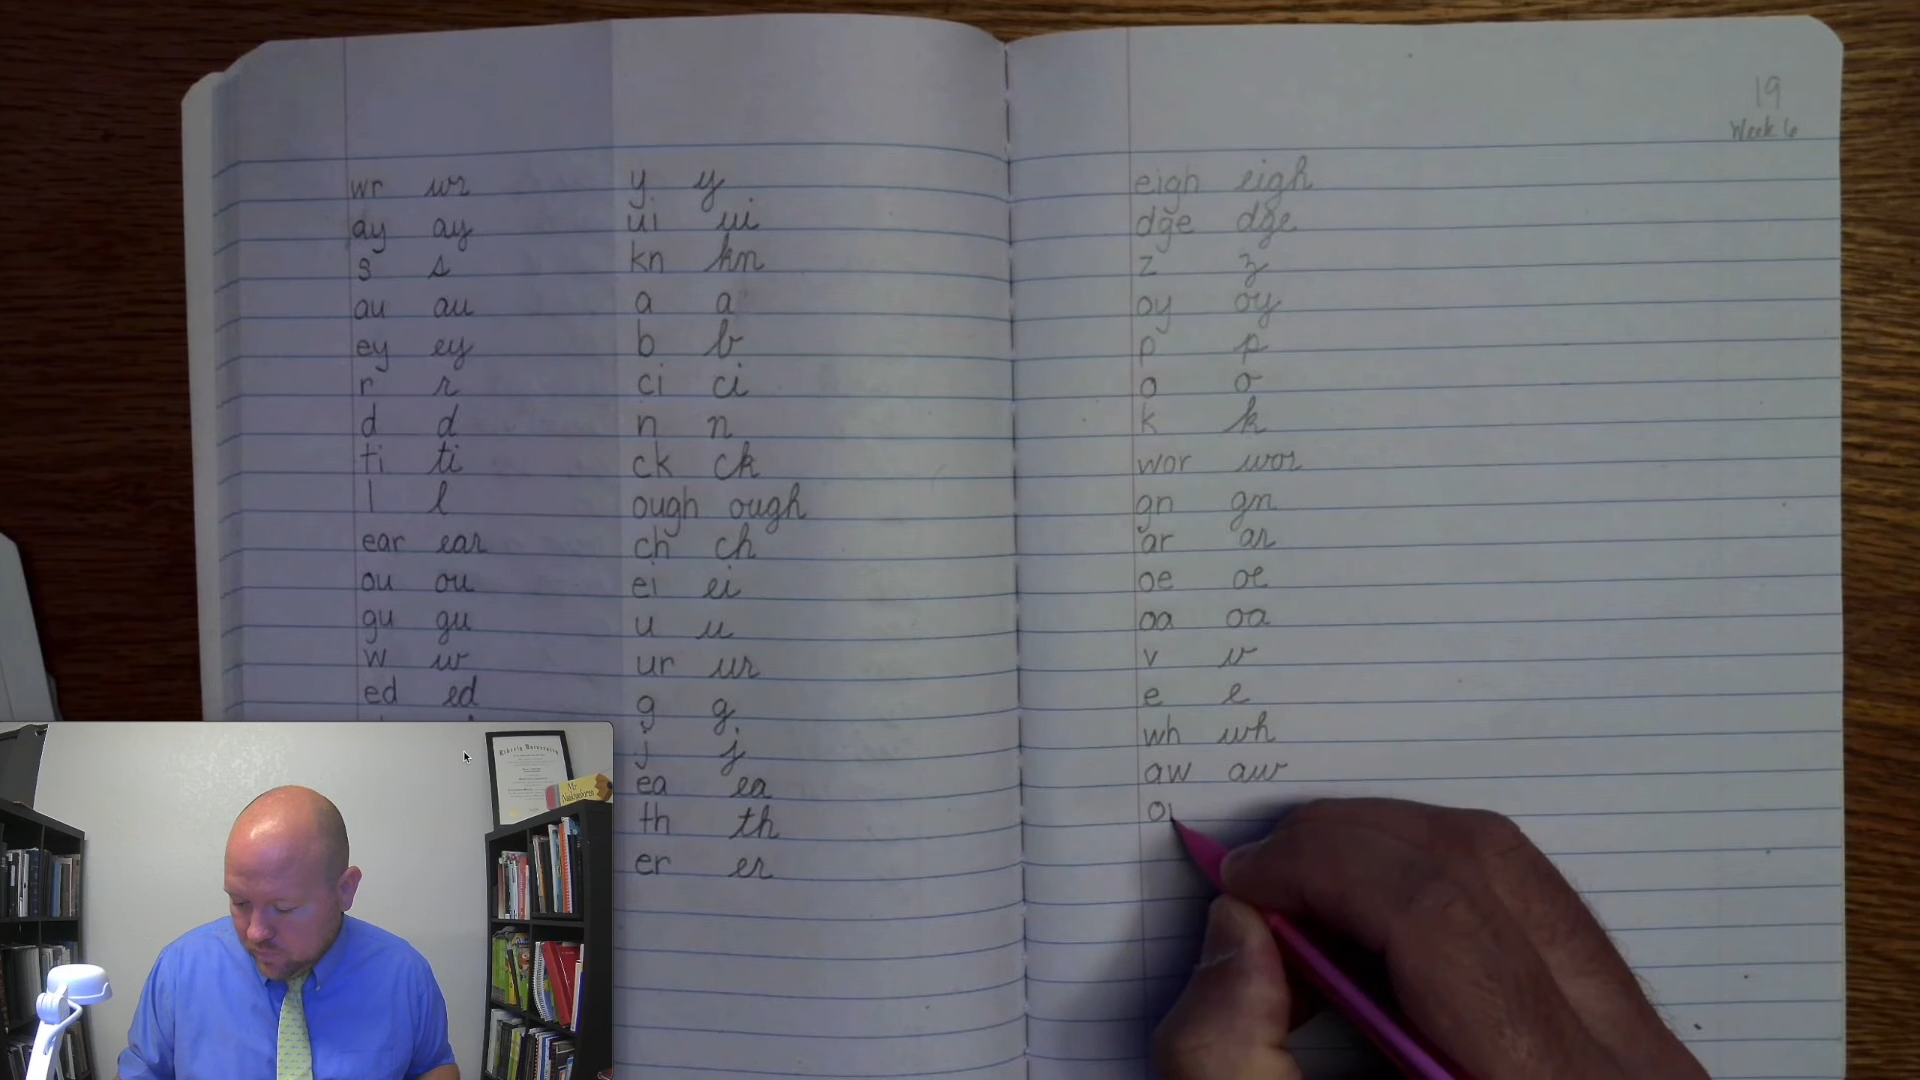 19
Week 6
wr wr
ay ay
s s
au au
ey ey
r r
d d
ti ti
l l
ear ear
ou ou
gu gu
w w
ed ed
y y
ui ui
kn kn
a a
b b
ci ci
n n
ck ck
ough ough
ch ch
ei ei
u u
ur ur
g g
j j
ea ea
th th
er er
eigh eigh
dge dge
z z
oy oy
p p
o o
k k
wor wor
gn gn
ar ar
oe oe
oa oa
v v
e e
wh wh
aw aw
Liberty University
Mr.